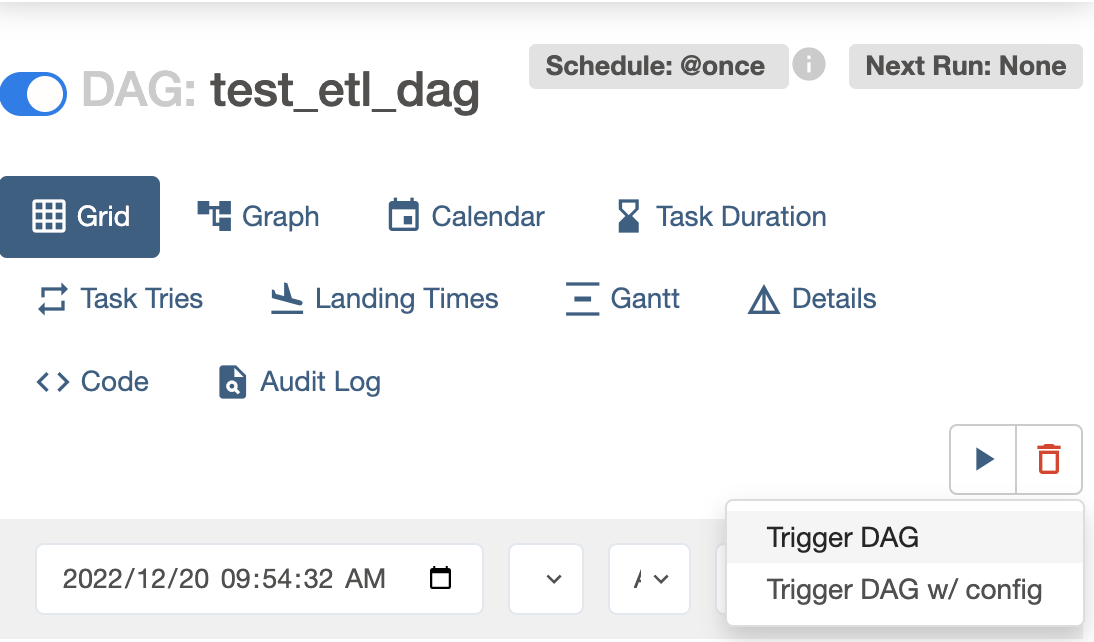 DAG: test_etl_dag
Schedule: @once
Next Run: None
Grid
Graph
Calendar
Task Duration
Task Tries
Landing Times
Gantt
Details
Code
Audit Log
Trigger DAG
2022/12/20 09:54:32 AM
Trigger DAG w/ config